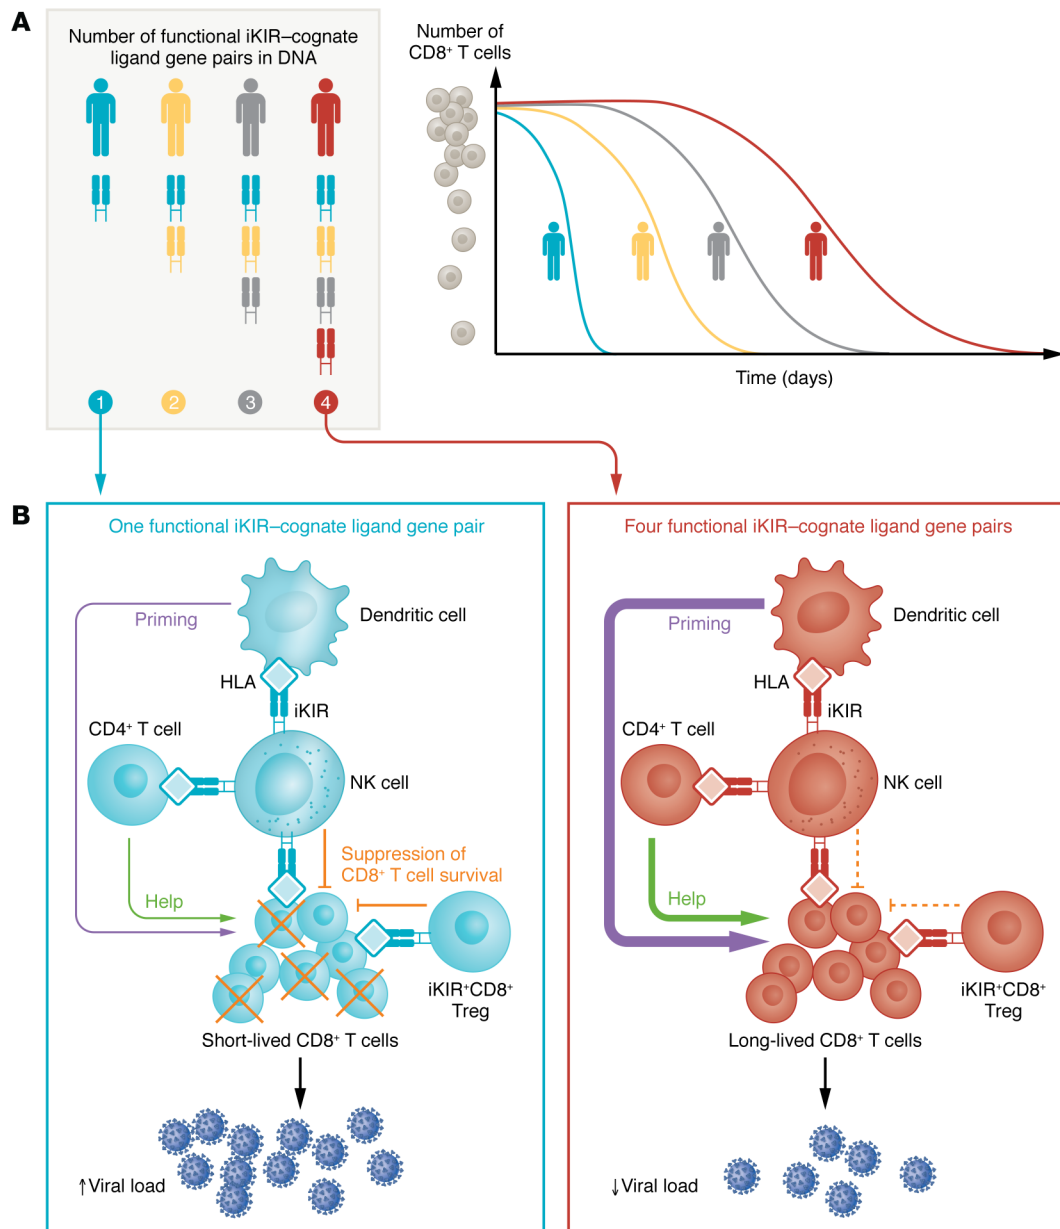 A
Number of functional iKIR–cognate
ligand gene pairs in DNA
1
2
3
4
Number of
CD8⁺ T cells
Time (days)
B
One functional iKIR–cognate ligand gene pair
Priming
Dendritic cell
HLA
iKIR
CD4⁺ T cell
NK cell
Suppression of
CD8⁺ T cell survival
Help
iKIR⁺CD8⁺
Treg
Short-lived CD8⁺ T cells
↑Viral load
Four functional iKIR–cognate ligand gene pairs
Priming
Dendritic cell
HLA
iKIR
CD4⁺ T cell
NK cell
Help
iKIR⁺CD8⁺
Treg
Long-lived CD8⁺ T cells
↓Viral load